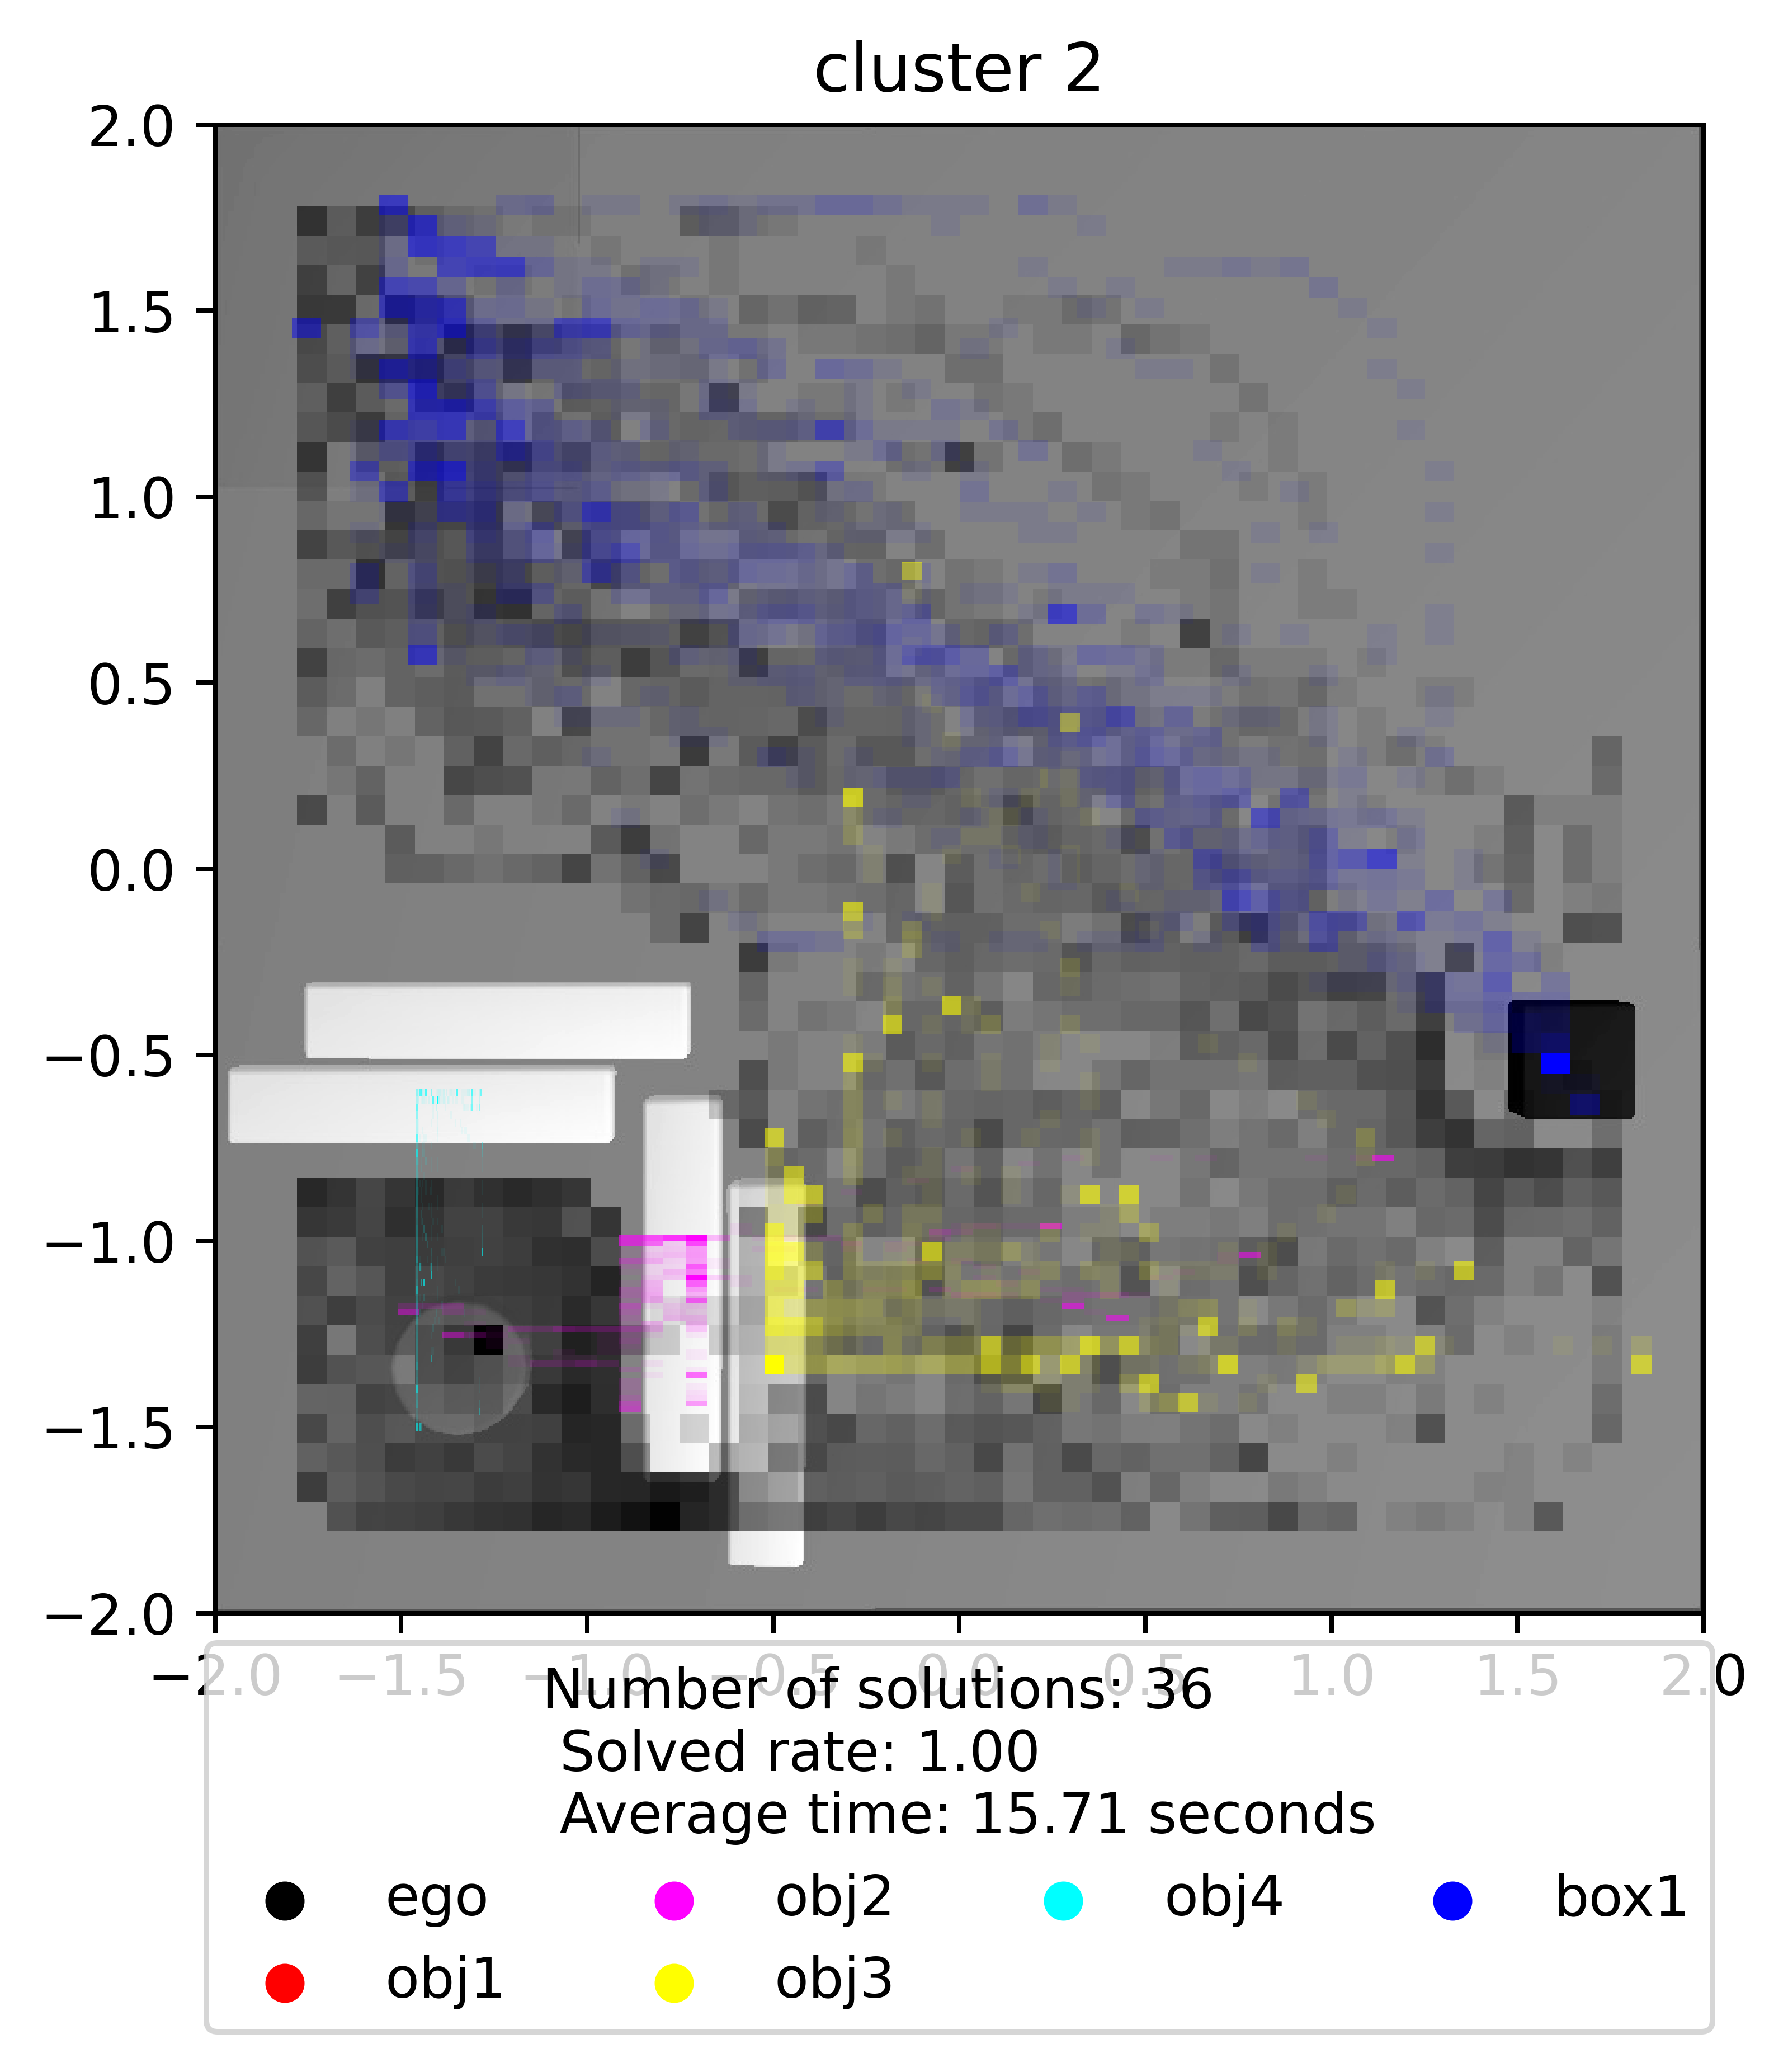 cluster 2
2.0
1.5
1.0
0.5
0.0
−0.5
−1.0
−1.5
−2.0
−2.0 −1.5 −1.0 −0.5 0.0 0.5 1.0 1.5 2.0
Number of solutions: 36
Solved rate: 1.00
Average time: 15.71 seconds
ego obj2 obj4 box1
obj1 obj3